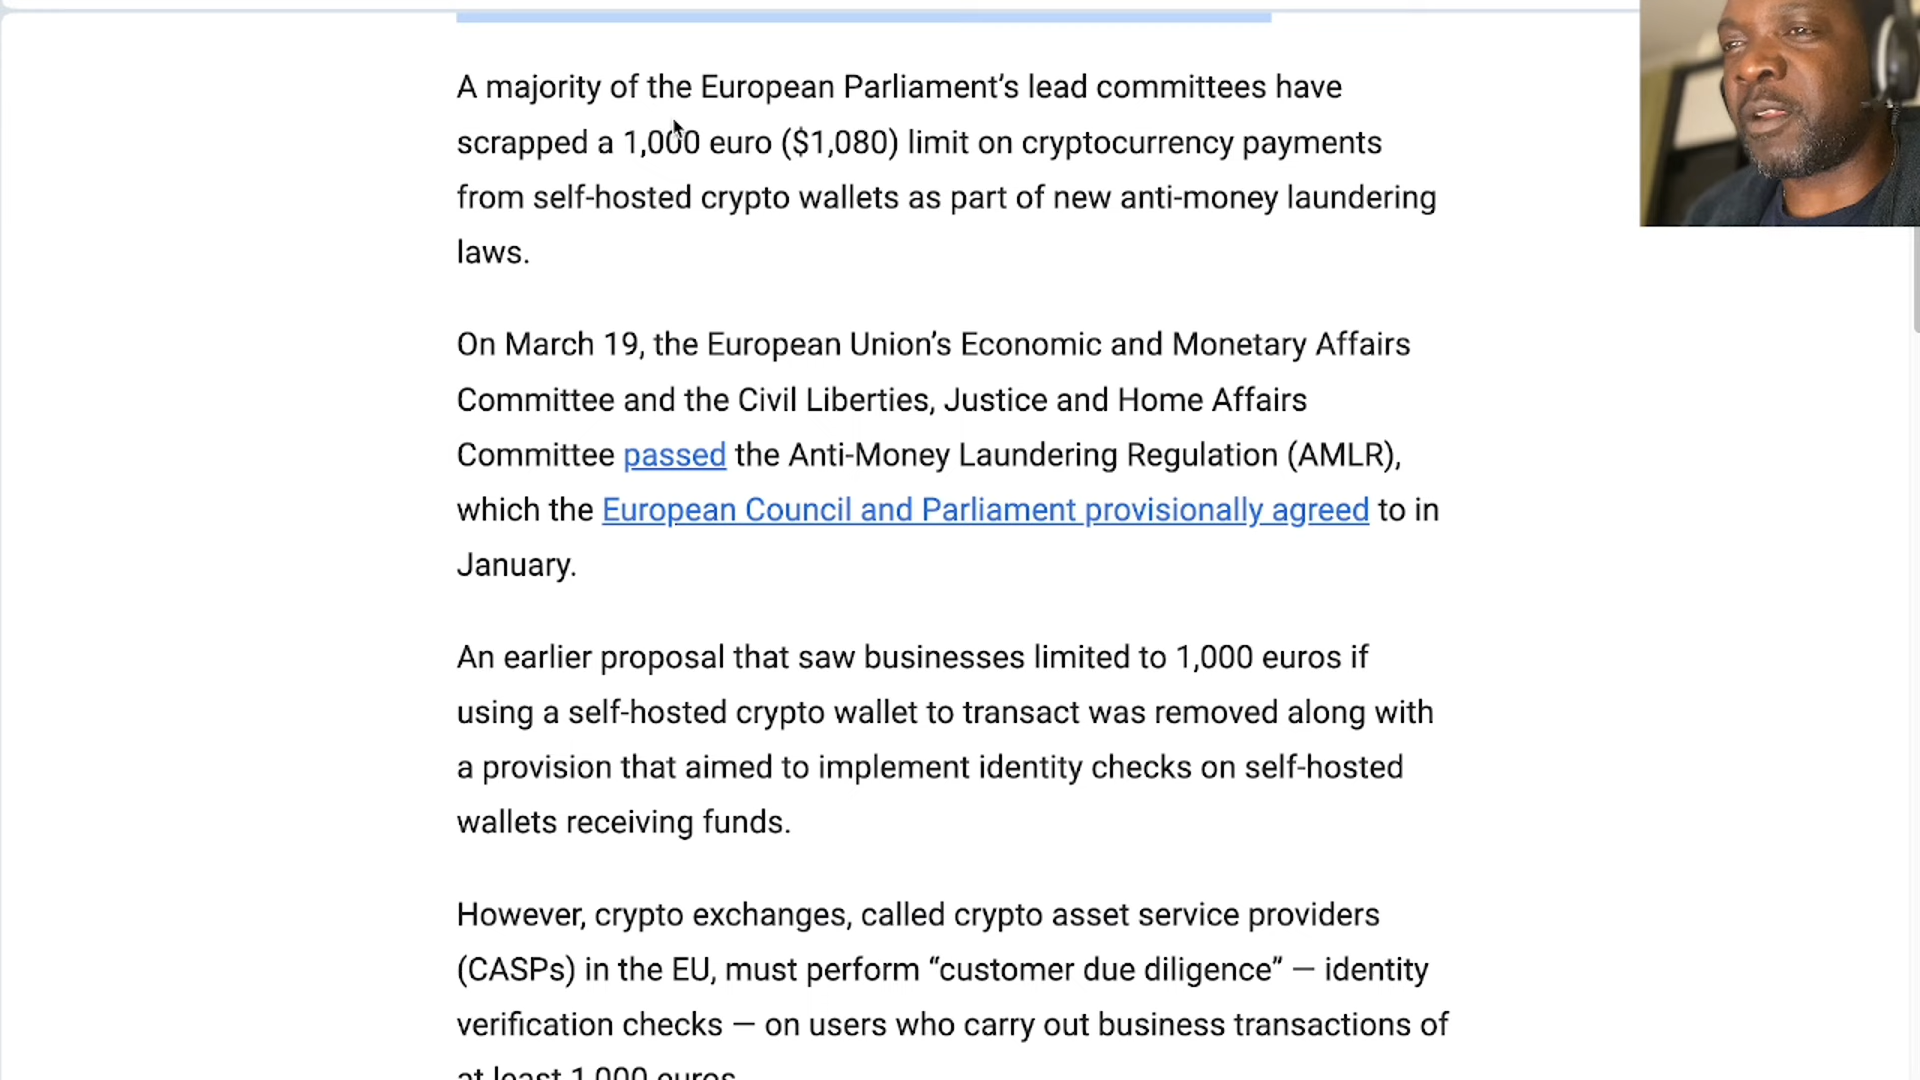 A majority of the European Parliament’s lead committees have
scrapped a 1,000 euro ($1,080) limit on cryptocurrency payments
from self-hosted crypto wallets as part of new anti-money laundering
laws.
On March 19, the European Union’s Economic and Monetary Affairs
Committee and the Civil Liberties, Justice and Home Affairs
Committee passed the Anti-Money Laundering Regulation (AMLR),
which the European Council and Parliament provisionally agreed to in
January.
An earlier proposal that saw businesses limited to 1,000 euros if
using a self-hosted crypto wallet to transact was removed along with
a provision that aimed to implement identity checks on self-hosted
wallets receiving funds.
However, crypto exchanges, called crypto asset service providers
(CASPs) in the EU, must perform “customer due diligence” — identity
verification checks — on users who carry out business transactions of
at least 1,000 euros.